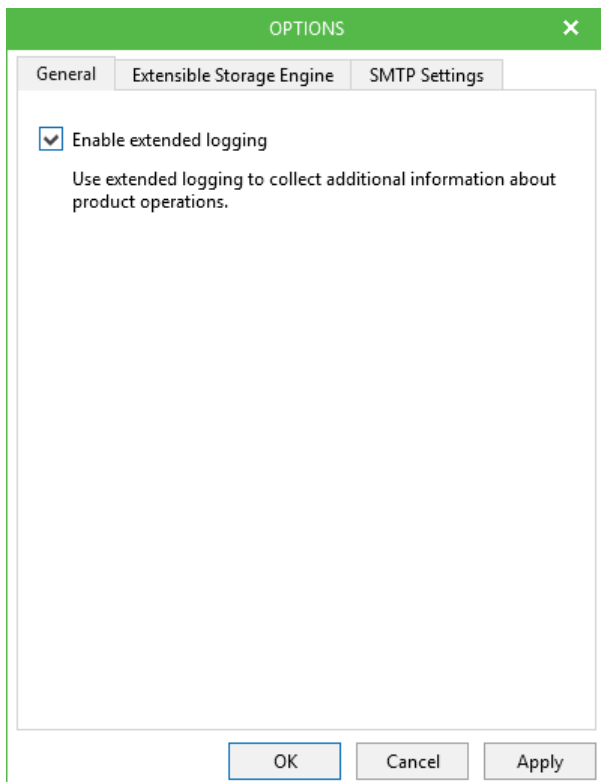 OPTIONS
General
Extensible Storage Engine
SMTP Settings
Enable extended logging
Use extended logging to collect additional information about
product operations.
OK
Cancel
Apply